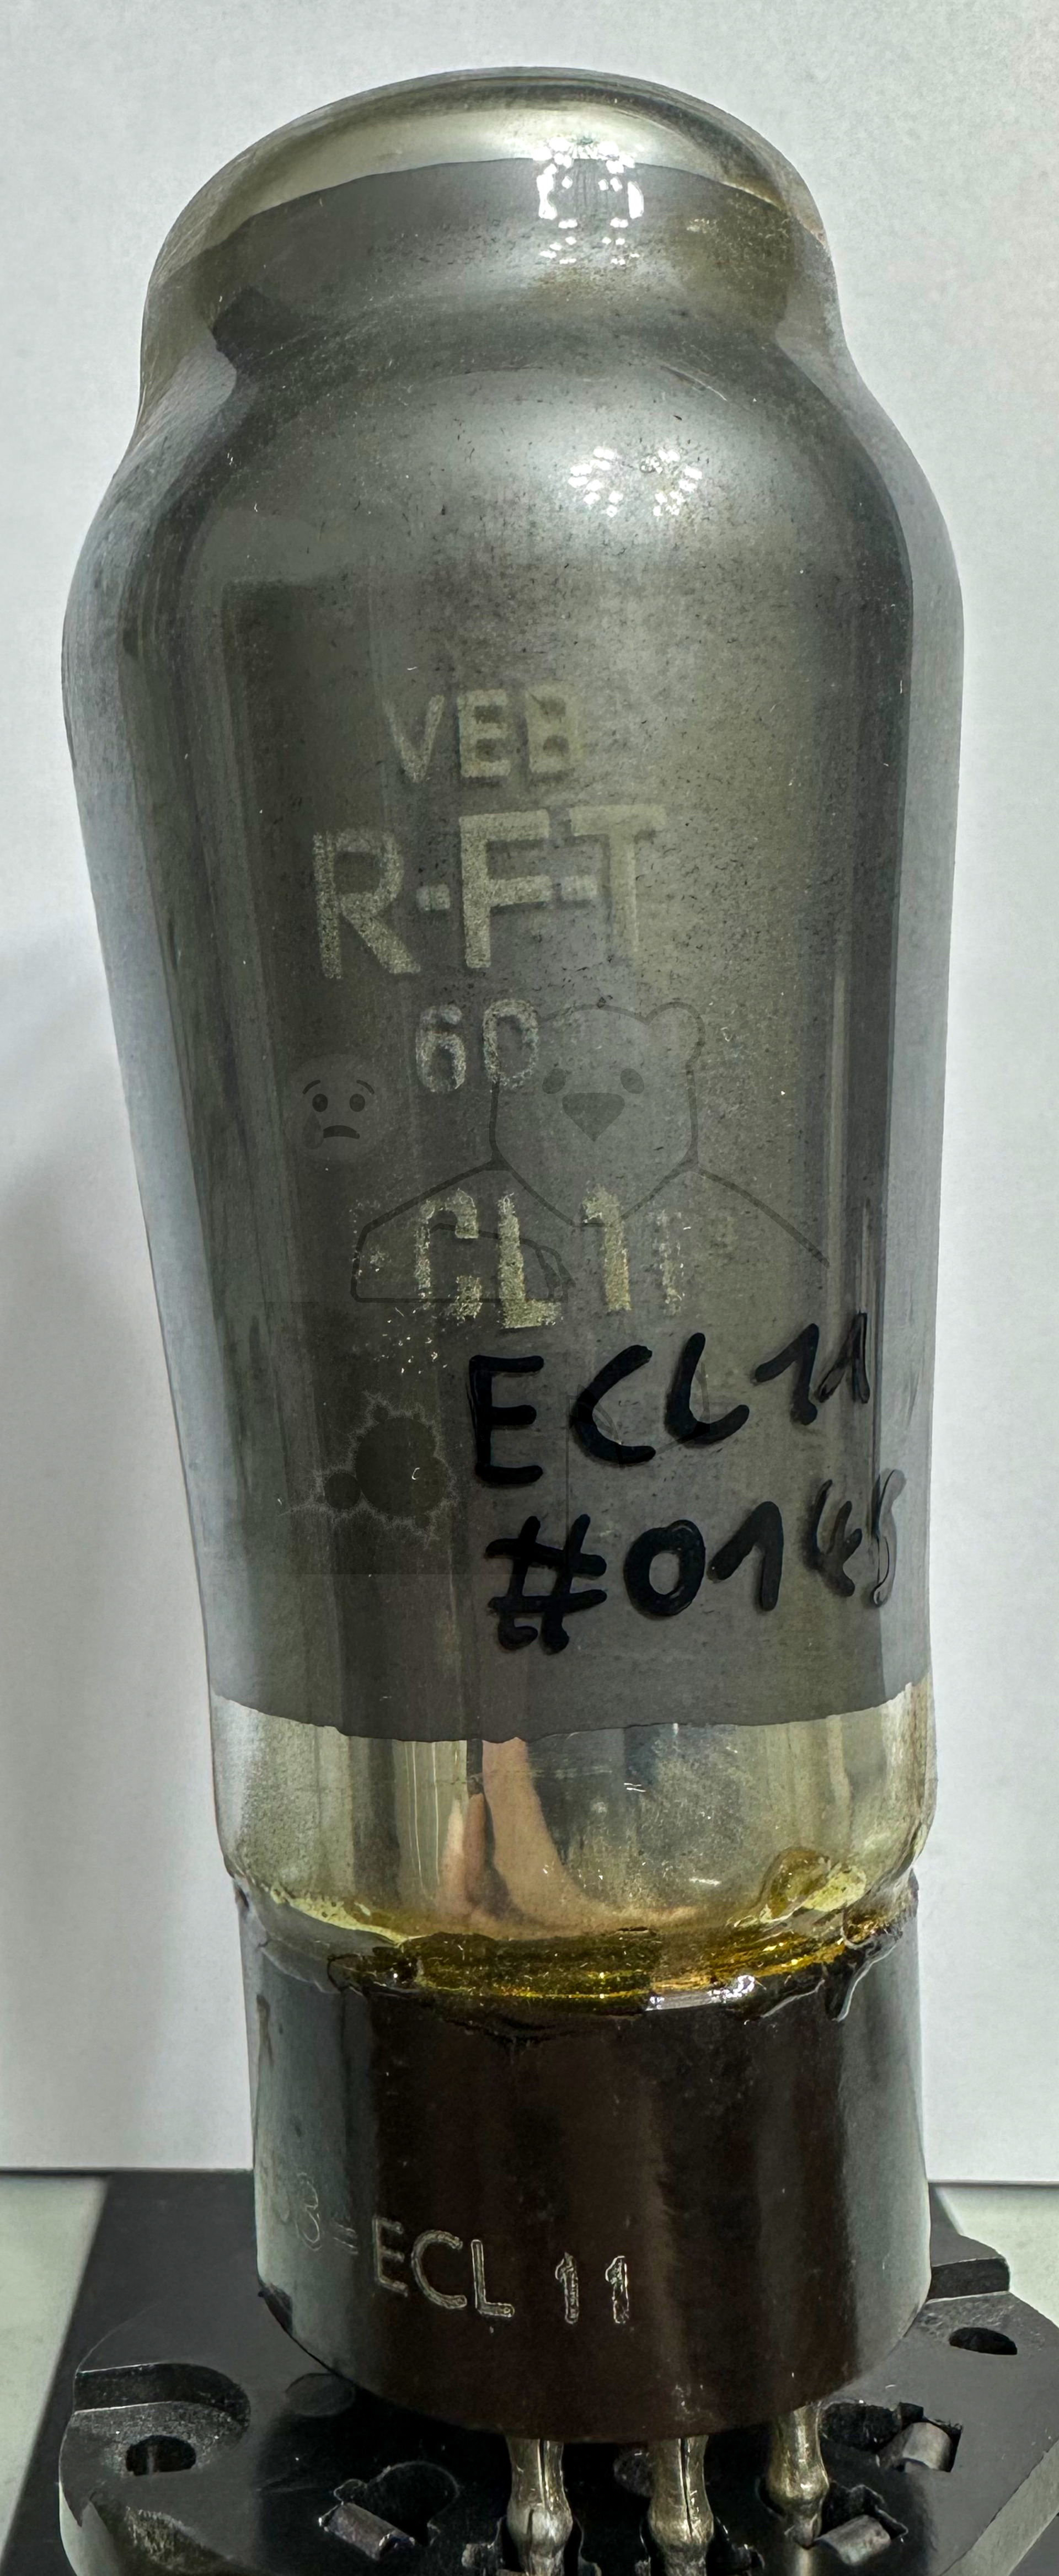 VEB
R-F-T
60
CL11
ECL11
#0145
ECL 11